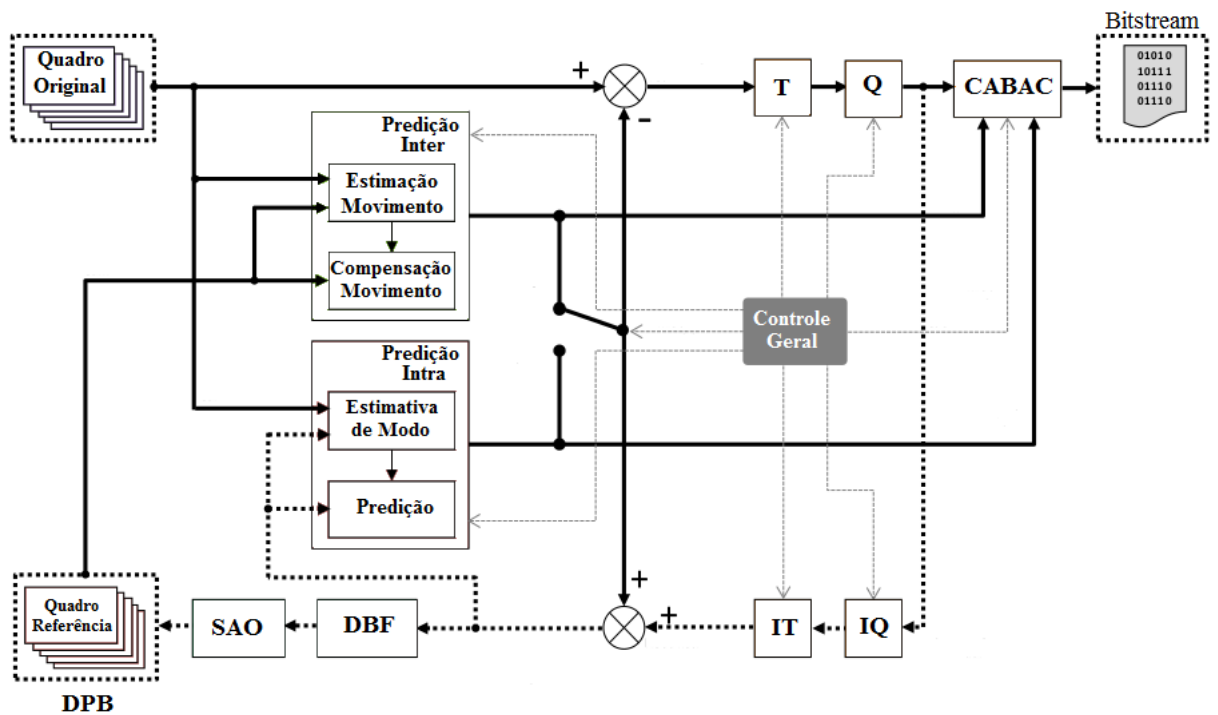 Bitstream
Quadro
Original
01010
10111
01110
01110
+
T
Q
CABAC
-
Predição
Inter
Estimação
Movimento
Compensação
Movimento
Controle
Geral
Predição
Intra
Estimativa
de Modo
Predição
+
+
Quadro
Referência
SAO
DBF
IT
IQ
DPB